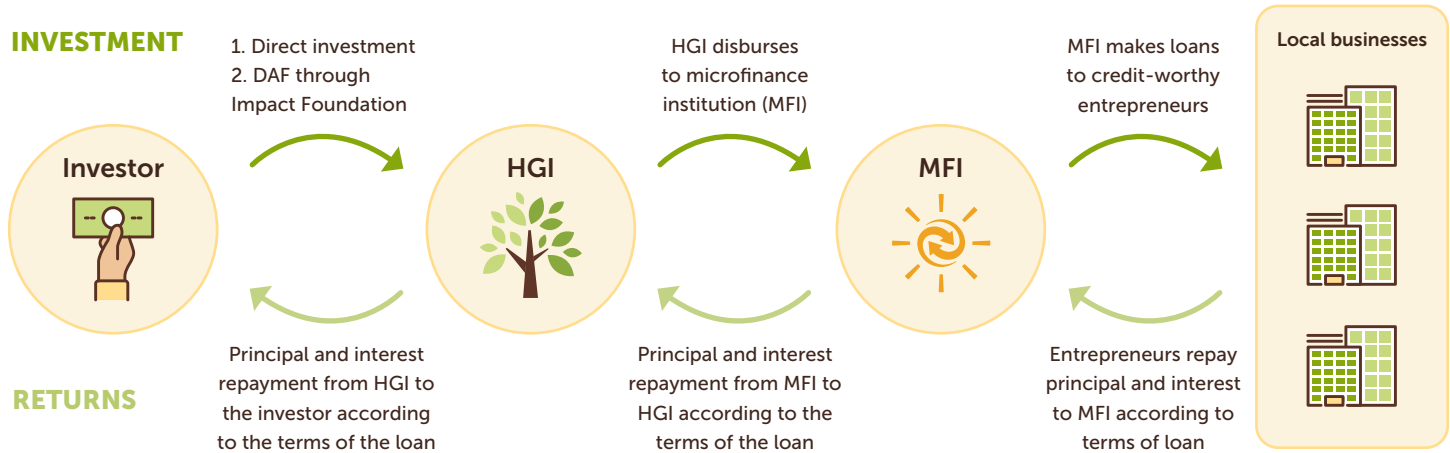 INVESTMENT
1. Direct investment
2. DAF through
Impact Foundation
HGI disburses
to microfinance
institution (MFI)
MFI makes loans
to credit-worthy
entrepreneurs
Local businesses
Investor
HGI
MFI
RETURNS
Principal and interest
repayment from HGI to
the investor according
to the terms of the loan
Principal and interest
repayment from MFI to
HGI according to the
terms of the loan
Entrepreneurs repay
principal and interest
to MFI according to
terms of loan